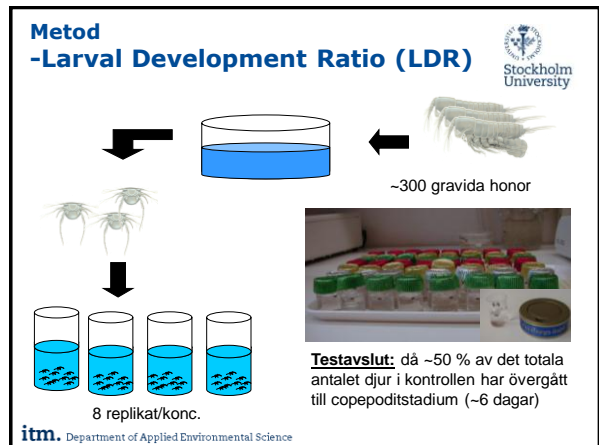 Metod
-Larval Development Ratio (LDR)
Stockholm
University
~300 gravida honor
Testavslut: då ~50 % av det totala
antalet djur i kontrollen har övergått
till copepoditstadium (~6 dagar)
8 replikat/konc.
itm. Department of Applied Environmental Science